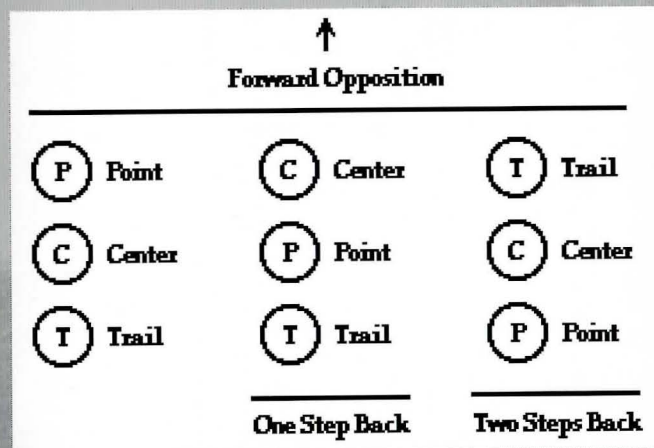 Forward Opposition
P Point C Center T Trail
C Center P Point C Center
T Trail T Trail P Point
One Step Back Two Steps Back